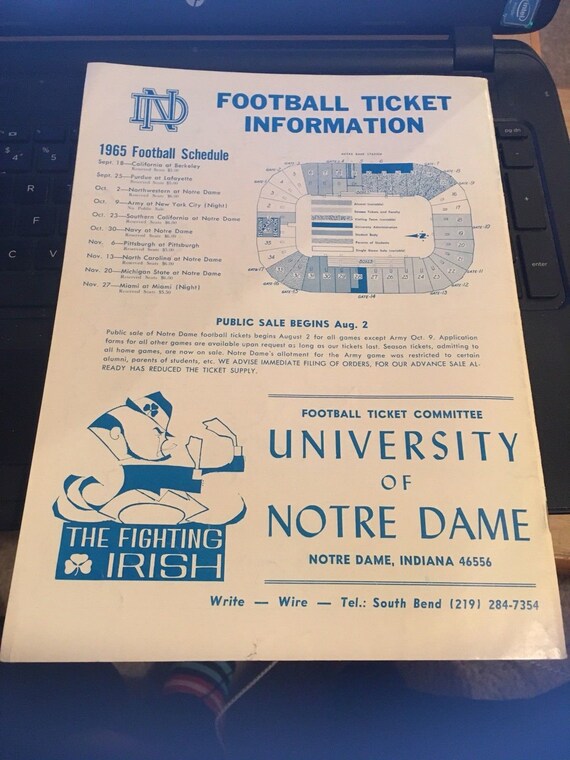 ND
FOOTBALL TICKET
INFORMATION
1965 Football Schedule
Sept. 18—California at Berkeley
Sept. 25—Purdue at Lafayette
Oct. 2—Northwestern at Notre Dame
Oct. 9—Army at New York City (Night)
No Public Sale
Oct. 23—Southern California at Notre Dame
Oct. 30—Navy at Notre Dame
Nov. 6—Pittsburgh at Pittsburgh
Nov. 13—North Carolina at Notre Dame
Nov. 20—Michigan State at Notre Dame
Nov. 27—Miami at Miami (Night)
NOTRE DAME STADIUM
PUBLIC SALE BEGINS Aug. 2
Public sale of Notre Dame football tickets begins August 2 for all games except Army Oct. 9. Application
forms for all other games are available upon request as long as our tickets last. Season tickets, admitting to
all home games, are now on sale. Notre Dame's allotment for the Army game was restricted to certain
alumni, parents of students, etc. WE ADVISE IMMEDIATE FILING OF ORDERS, FOR OUR ADVANCE SALE AL-
READY HAS REDUCED THE TICKET SUPPLY.
FOOTBALL TICKET COMMITTEE
UNIVERSITY
OF
NOTRE DAME
NOTRE DAME, INDIANA 46556
THE FIGHTING
IRISH
Write — Wire — Tel.: South Bend (219) 284-7354